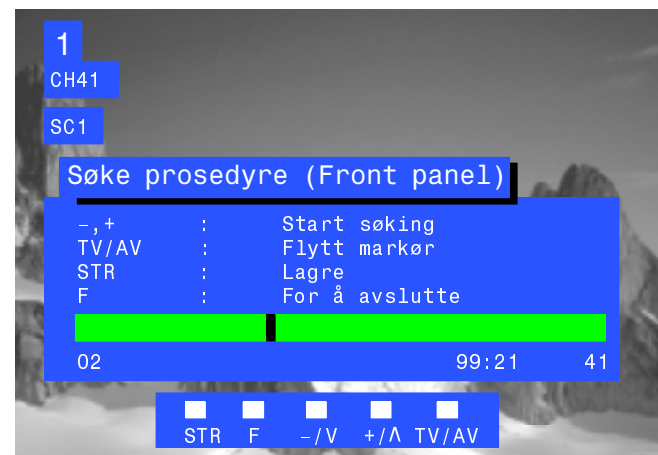 1
CH41
SC1
Søke prosedyre (Front panel)
–,+ : Start søking
TV/AV : Flytt markør
STR : Lagre
F : For å avslutte
02 99:21 41
STR F –/V +/Λ TV/AV